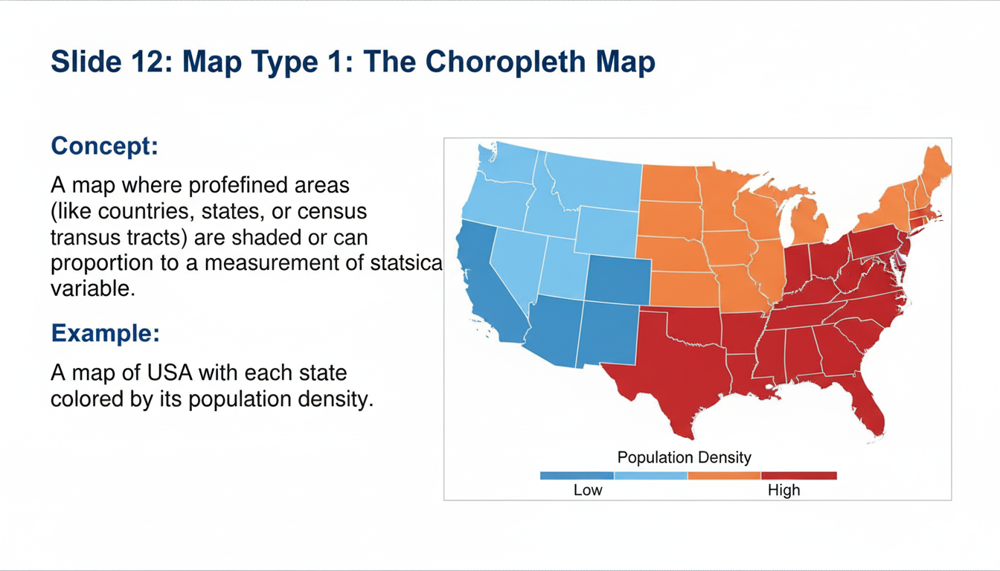 Slide 12: Map Type 1: The Choropleth Map
Concept:
A map where profefined areas
(like countries, states, or census
transus tracts) are shaded or can
proportion to a measurement of statsica
variable.
Example:
A map of USA with each state
colored by its population density.
Population Density
Low High